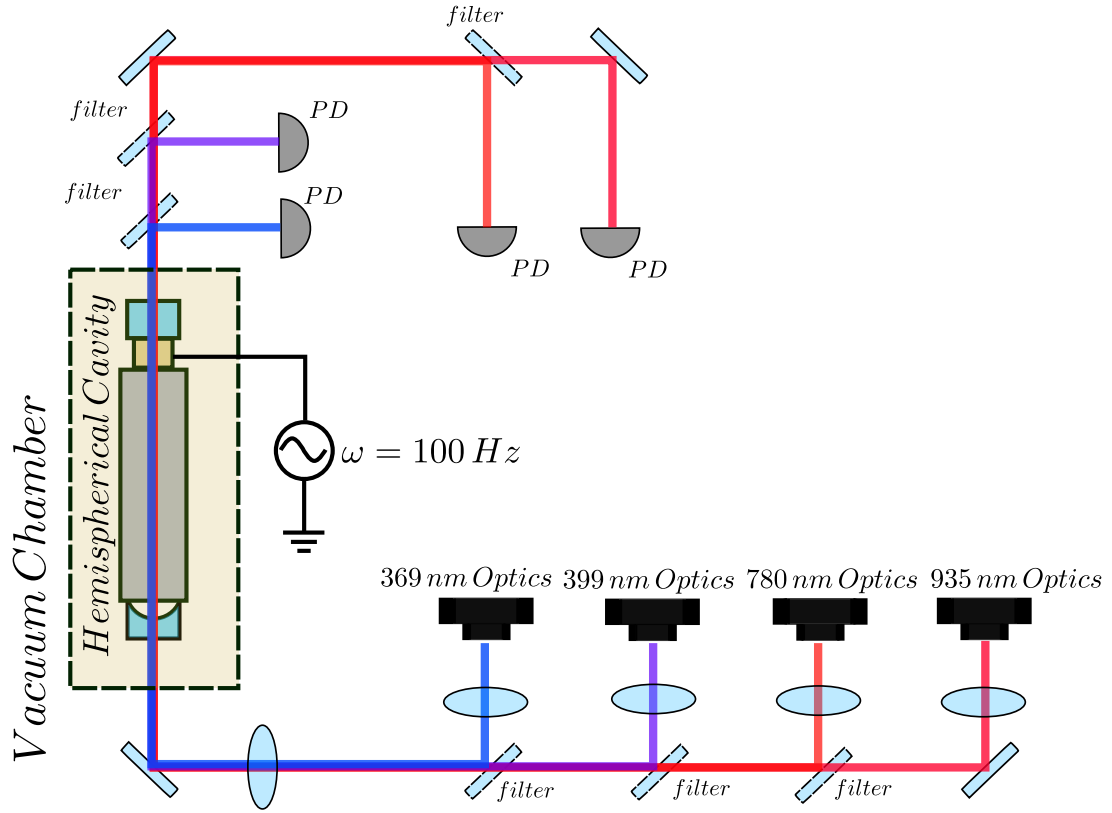 filter
filter
PD
filter
PD
PD
PD
Vacuum Chamber
Hemispherical Cavity
ω = 100 Hz
369 nm Optics
399 nm Optics
780 nm Optics
935 nm Optics
filter
filter
filter